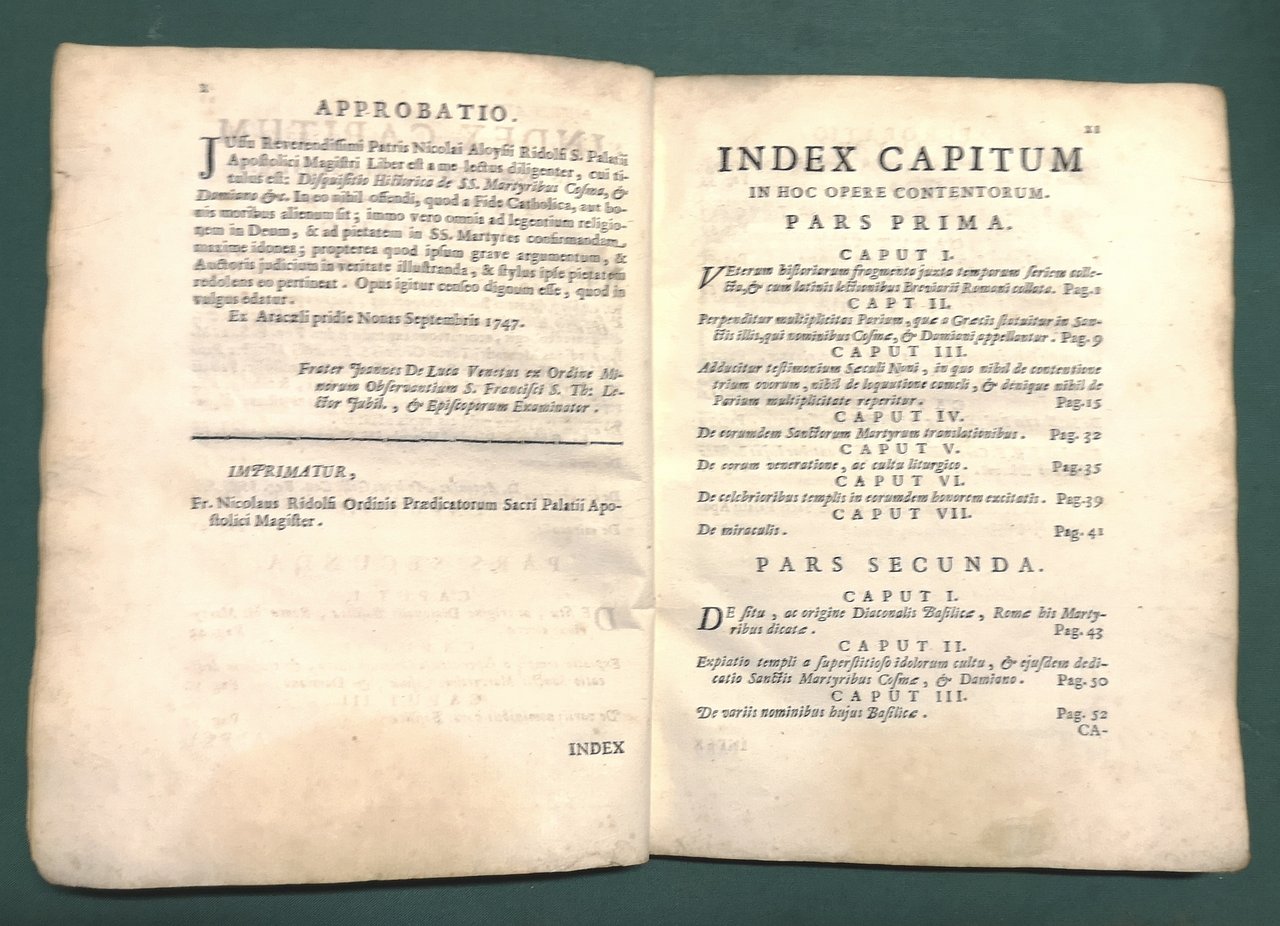 x
APPROBATIO.
JUssu Reverendissimi Patris Nicolai Aloysii Ridolfi S. Palatii
Apostolici Magistri Liber est a me lectus diligenter, cui ti-
tulus est: Disquisitio Historica de SS. Martyribus Cosma, &
Damiano &c. In eo nihil offendi, quod a Fide Catholica, aut bo-
nis moribus alienum sit; immo vero omnia ad legentium religio-
nem in Deum, & ad pietatem in SS. Martyres confirmandam
maxime idonea; propterea quod ipsum grave argumentum, &
Auctoris judicium in veritate illustranda, & stylus ipse pietatem
redolens eo pertineat. Opus igitur censeo dignum esse, quod in
vulgus edatur.
Ex Aracæli pridie Nonas Septembris 1747.
Frater Joannes De Luca Venetus ex Ordine Mi-
norum Observantium S. Francisci S. Th: Le-
ctor Jubil., & Episcoporum Examinator.
IMPRIMATUR,
Fr. Nicolaus Ridolfi Ordinis Prædicatorum Sacri Palatii Apo-
stolici Magister.
INDEX
xi
INDEX CAPITUM
IN HOC OPERE CONTENTORUM.
PARS PRIMA.
CAPUT I.
VEterum historiarum fragmenta juxta temporum seriem colle-
cta, & cum latinis lectionibus Breviarii Romani collata. Pag. 1
CAPT II.
Perpenditur multiplicitas Parium, quæ a Græcis statuitur in San-
ctis illis, qui nominibus Cosmæ, & Damiani appellantur. Pag. 9
CAPUT III.
Adducitur testimonium Sæculi Noni, in quo nihil de contentione
trium ovorum, nihil de loquutione cameli, & denique nihil de
Parium multiplicitate reperitur. Pag. 15
CAPUT IV.
De eorumdem Sanctorum Martyrum translationibus. Pag. 32
CAPUT V.
De eorum veneratione, ac cultu liturgico. Pag. 35
CAPUT VI.
De celebrioribus templis in eorumdem honorem excitatis. Pag. 39
CAPUT VII.
De miraculis. Pag. 41
PARS SECUNDA.
CAPUT I.
DE situ, ac origine Diaconalis Basilicæ, Romæ his Marty-
ribus dicatæ. Pag. 43
CAPUT II.
Expiatio templi a superstitioso idolorum cultu, & ejusdem dedi-
catio Sanctis Martyribus Cosmæ, & Damiano. Pag. 50
CAPUT III.
De variis nominibus hujus Basilicæ. Pag. 52
CA-